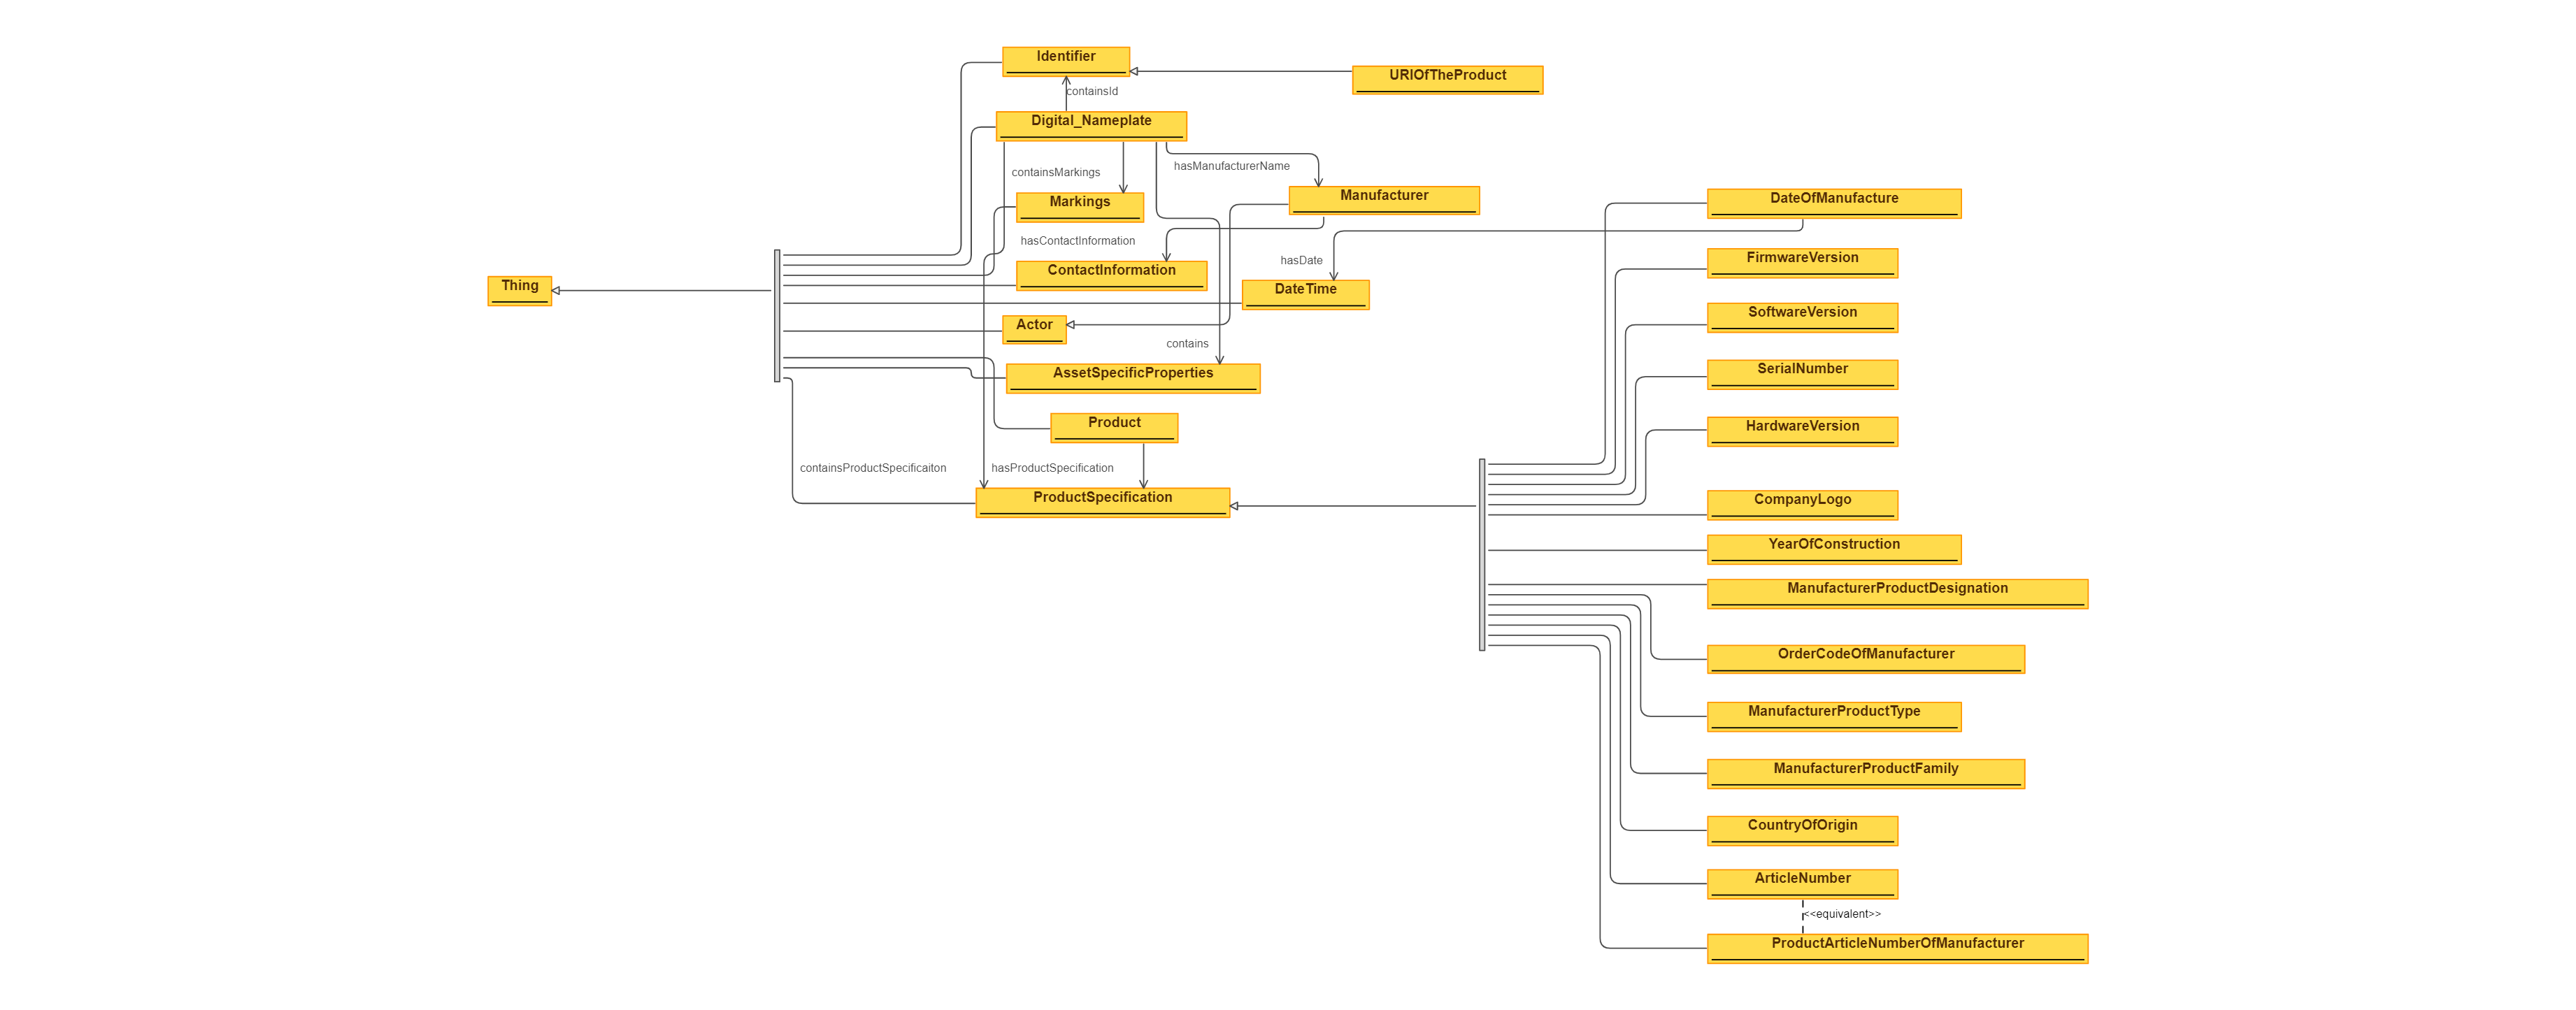 Identifier
URIOfTheProduct
containsId
Digital_Nameplate
containsMarkings
hasManufacturerName
Markings
Manufacturer
DateOfManufacture
hasContactInformation
hasDate
FirmwareVersion
ContactInformation
Thing
DateTime
SoftwareVersion
Actor
contains
AssetSpecificProperties
SerialNumber
Product
HardwareVersion
containsProductSpecificaiton
hasProductSpecification
ProductSpecification
CompanyLogo
YearOfConstruction
ManufacturerProductDesignation
OrderCodeOfManufacturer
ManufacturerProductType
ManufacturerProductFamily
CountryOfOrigin
ArticleNumber
<<equivalent>>
ProductArticleNumberOfManufacturer